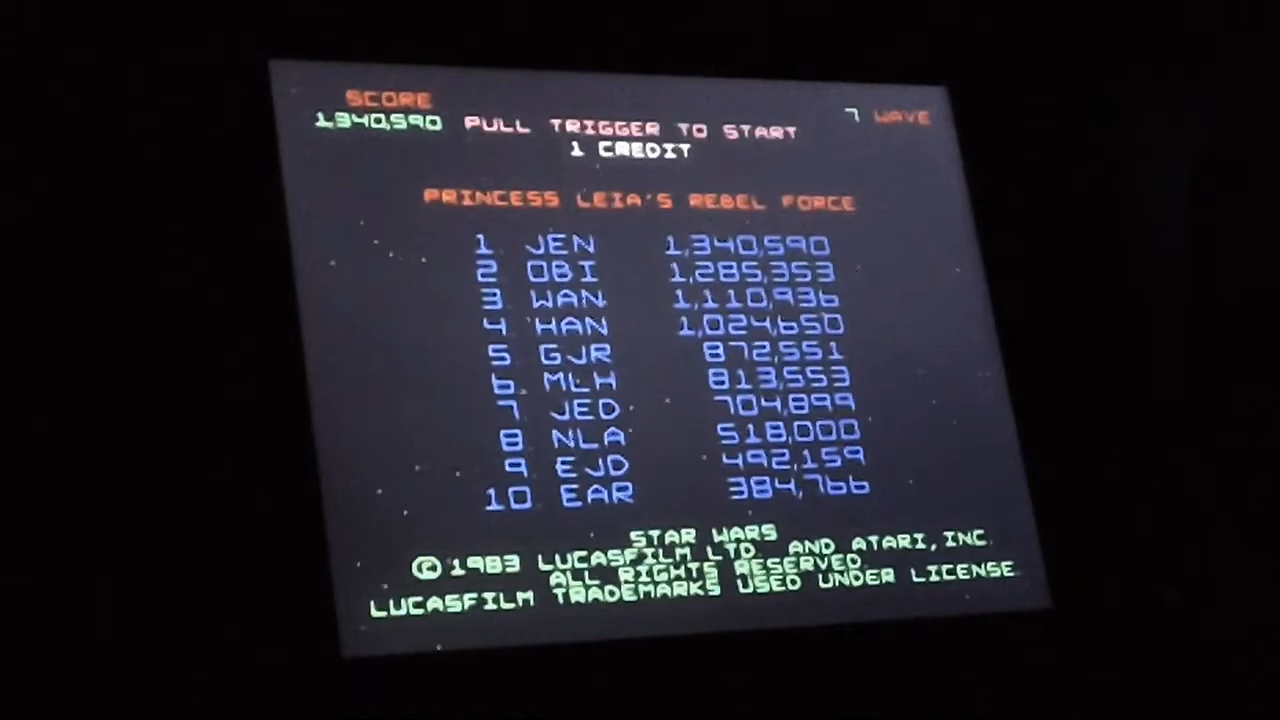 SCORE
1,340,590 PULL TRIGGER TO START 7 WAVE
1 CREDIT
PRINCESS LEIA'S REBEL FORCE
1 JEN 1,340,590
2 OBI 1,285,353
3 WAN 1,110,936
4 HAN 1,024,650
5 GJR 872,551
6 MLH 813,553
7 JED 704,899
8 NLA 518,000
9 EJD 492,159
10 EAR 384,766
STAR WARS
© 1983 LUCASFILM LTD. AND ATARI, INC.
ALL RIGHTS RESERVED.
LUCASFILM TRADEMARKS USED UNDER LICENSE